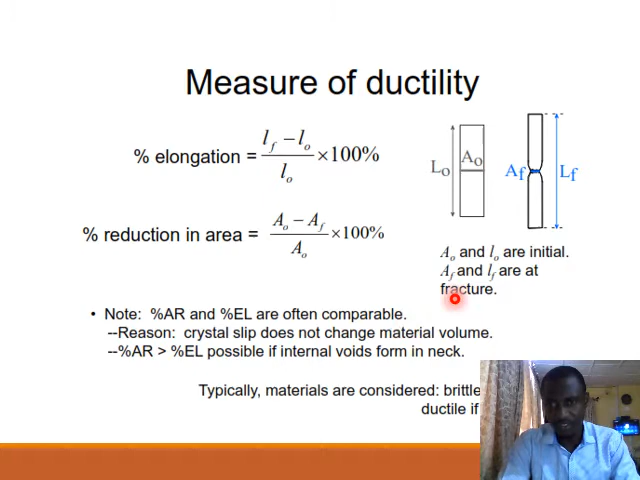 Measure of ductility
% elongation = (l_f − l_o) / l_o × 100%
% reduction in area = (A_o − A_f) / A_o × 100%
L_o A_o A_f L_f
A_o and l_o are initial.
A_f and l_f are at
fracture.
• Note: %AR and %EL are often comparable.
--Reason: crystal slip does not change material volume.
--%AR > %EL possible if internal voids form in neck.
Typically, materials are considered: brittle
ductile if